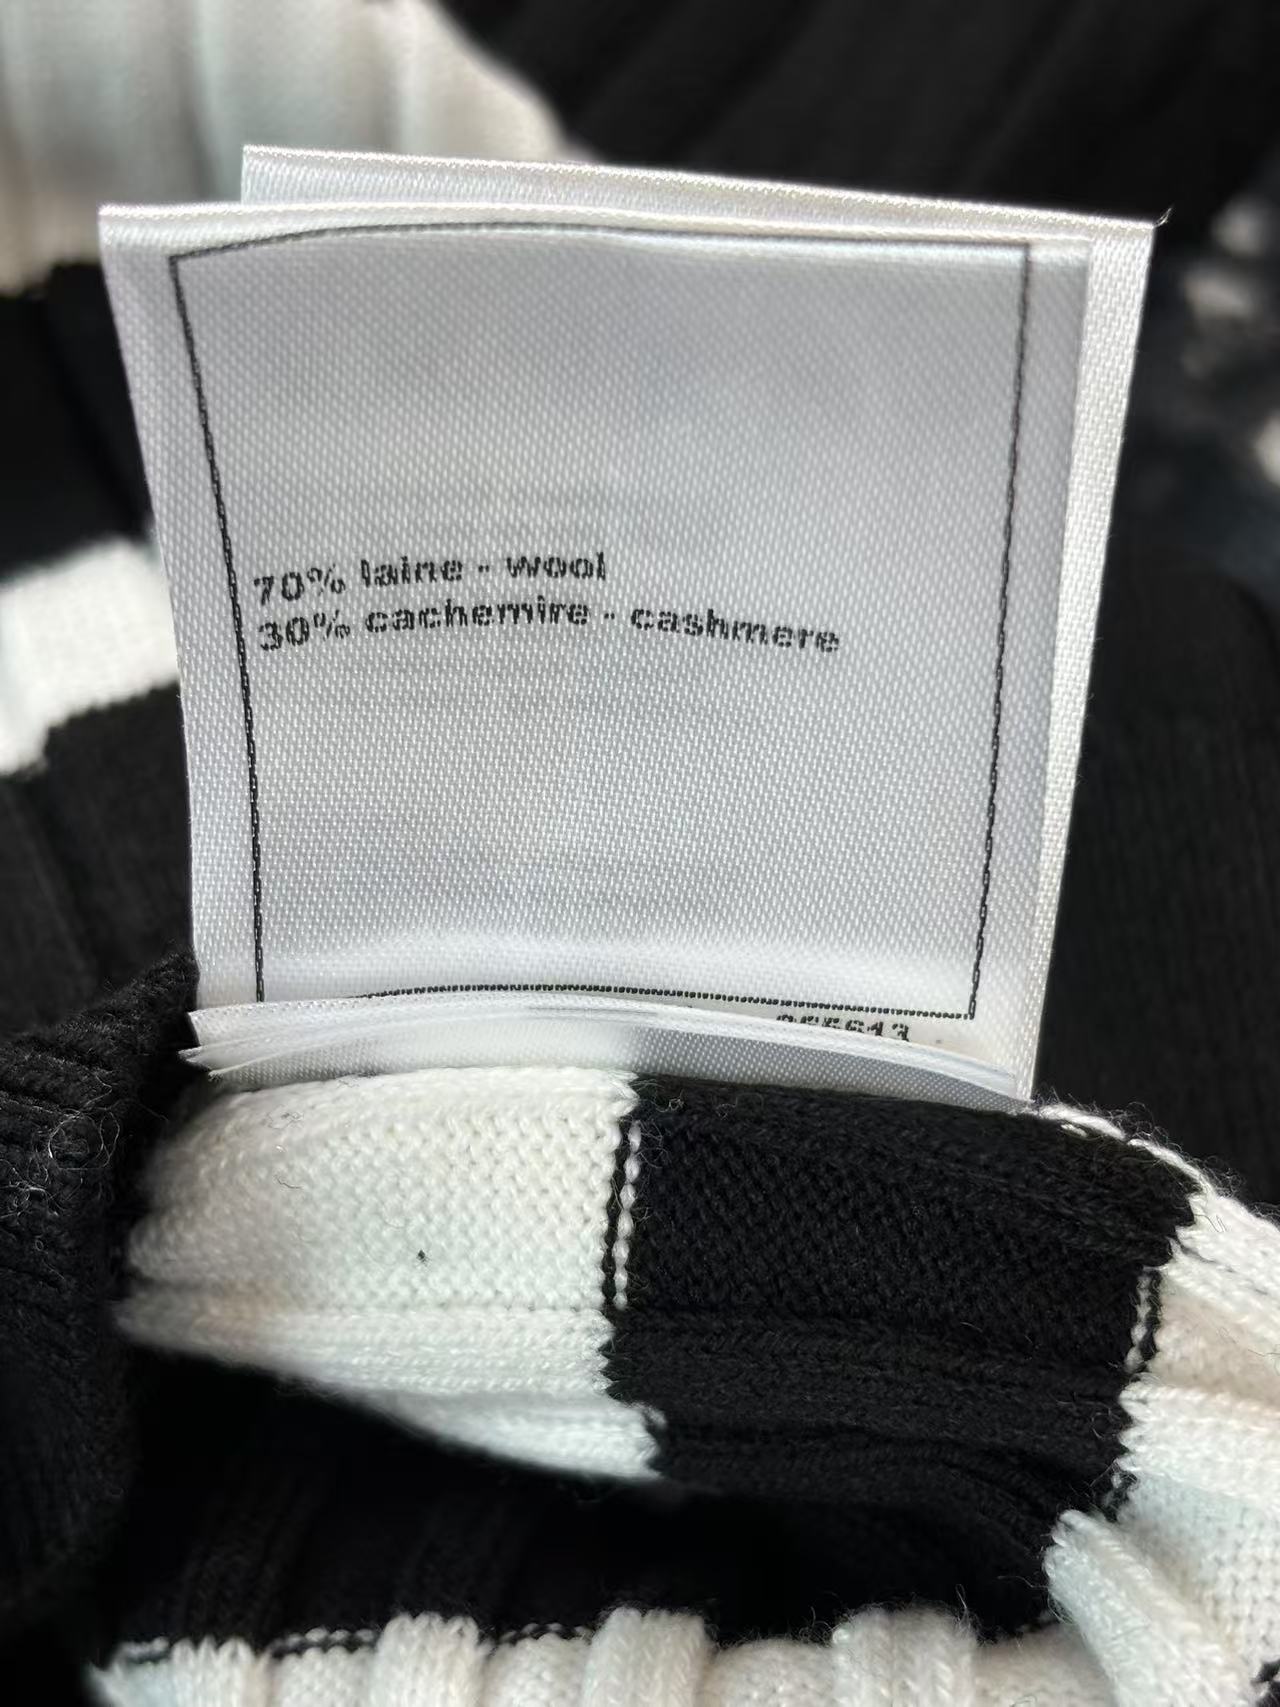 70% laine - wool
30% cachemire - cashmere